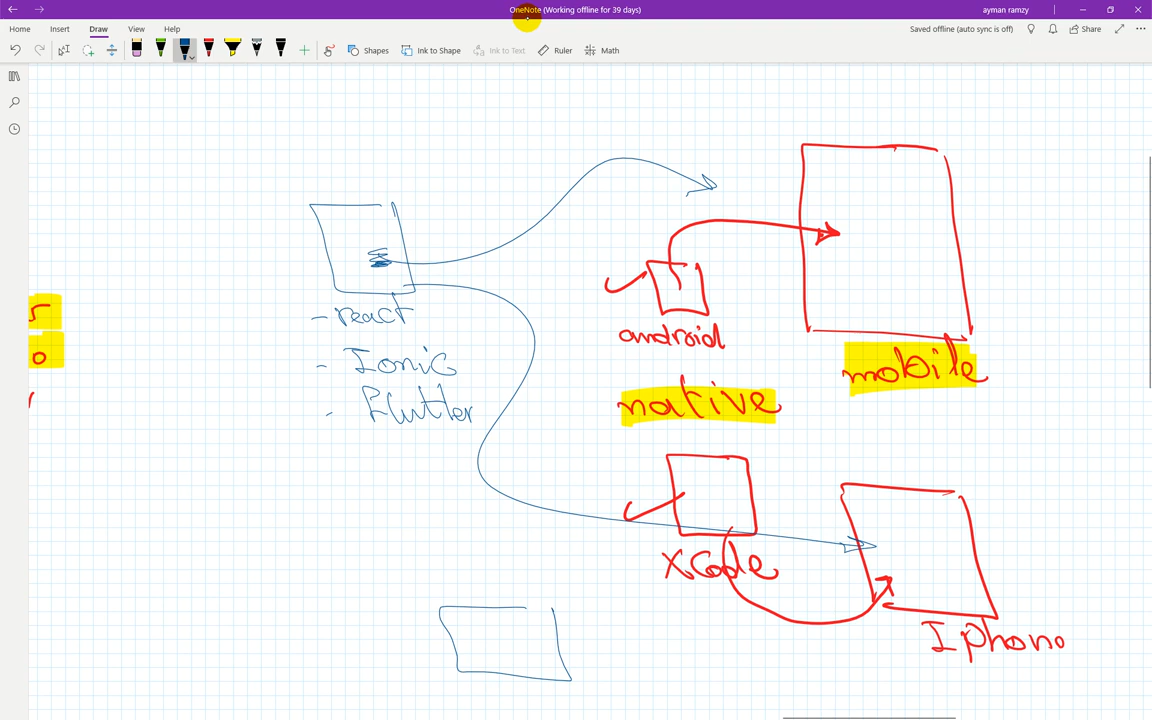 OneNote (Working offline for 39 days)
ayman ramzy
Home Insert Draw View Help
Saved offline (auto sync is off)
Share
Shapes Ink to Shape Ink to Text Ruler Math
- react
- Ionic
- Flutter
android
mobile
native
XCode
Iphone